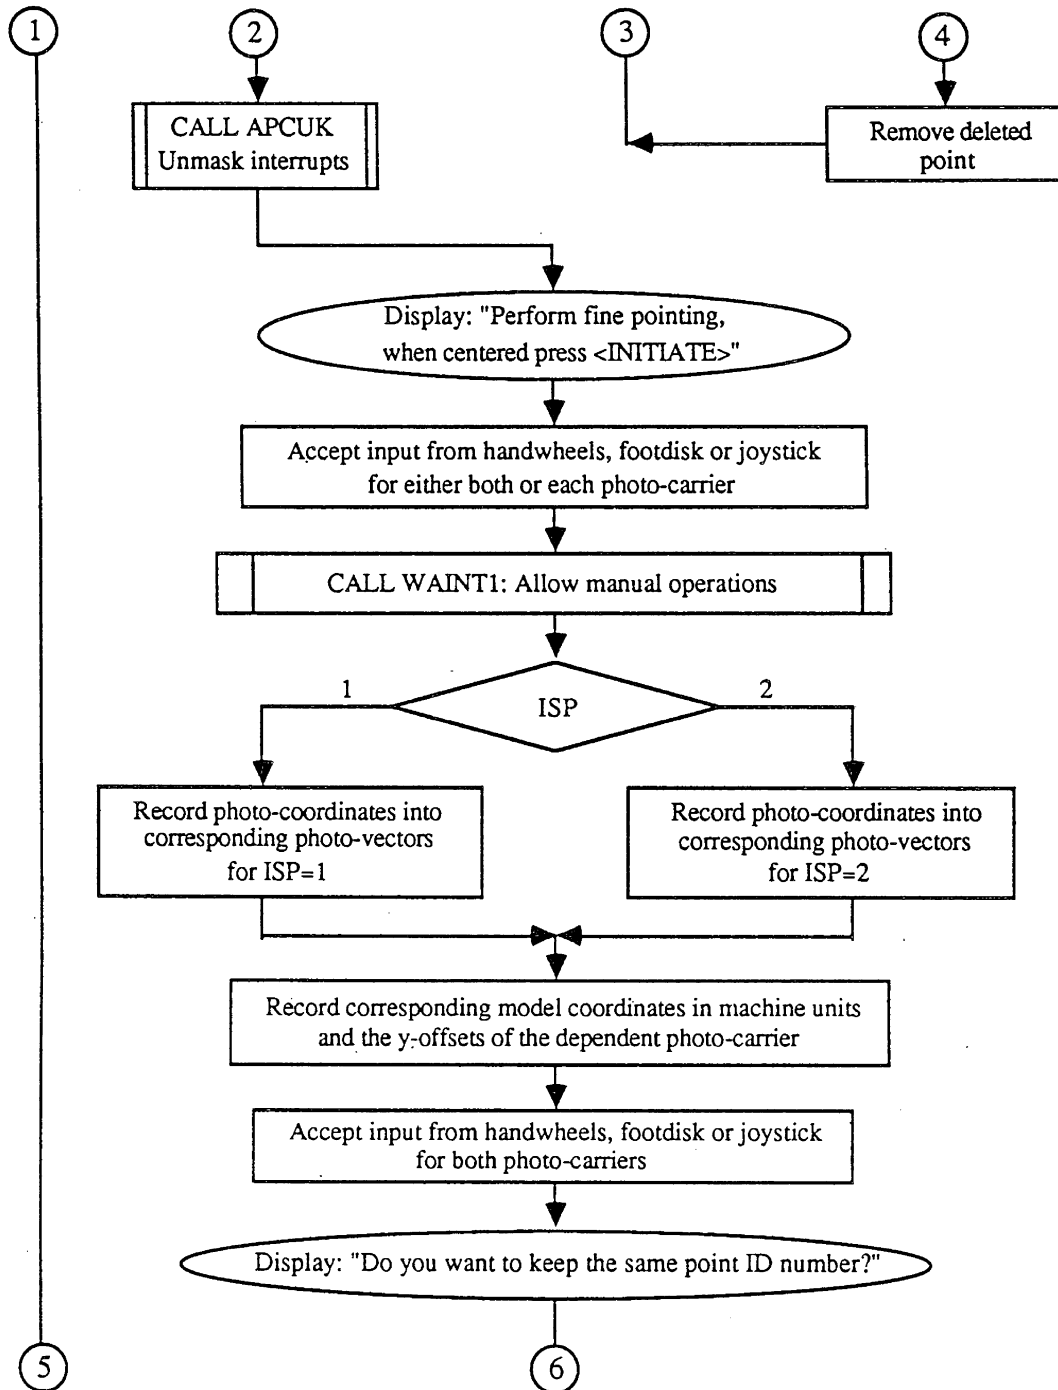 1
2
3
4
CALL APCUK
Unmask interrupts
Remove deleted
point
Display: "Perform fine pointing,
when centered press <INITIATE>"
Accept input from handwheels, footdisk or joystick
for either both or each photo-carrier
CALL WAINT1: Allow manual operations
1
ISP
2
Record photo-coordinates into
corresponding photo-vectors
for ISP=1
Record photo-coordinates into
corresponding photo-vectors
for ISP=2
Record corresponding model coordinates in machine units
and the y-offsets of the dependent photo-carrier
Accept input from handwheels, footdisk or joystick
for both photo-carriers
Display: "Do you want to keep the same point ID number?"
5
6